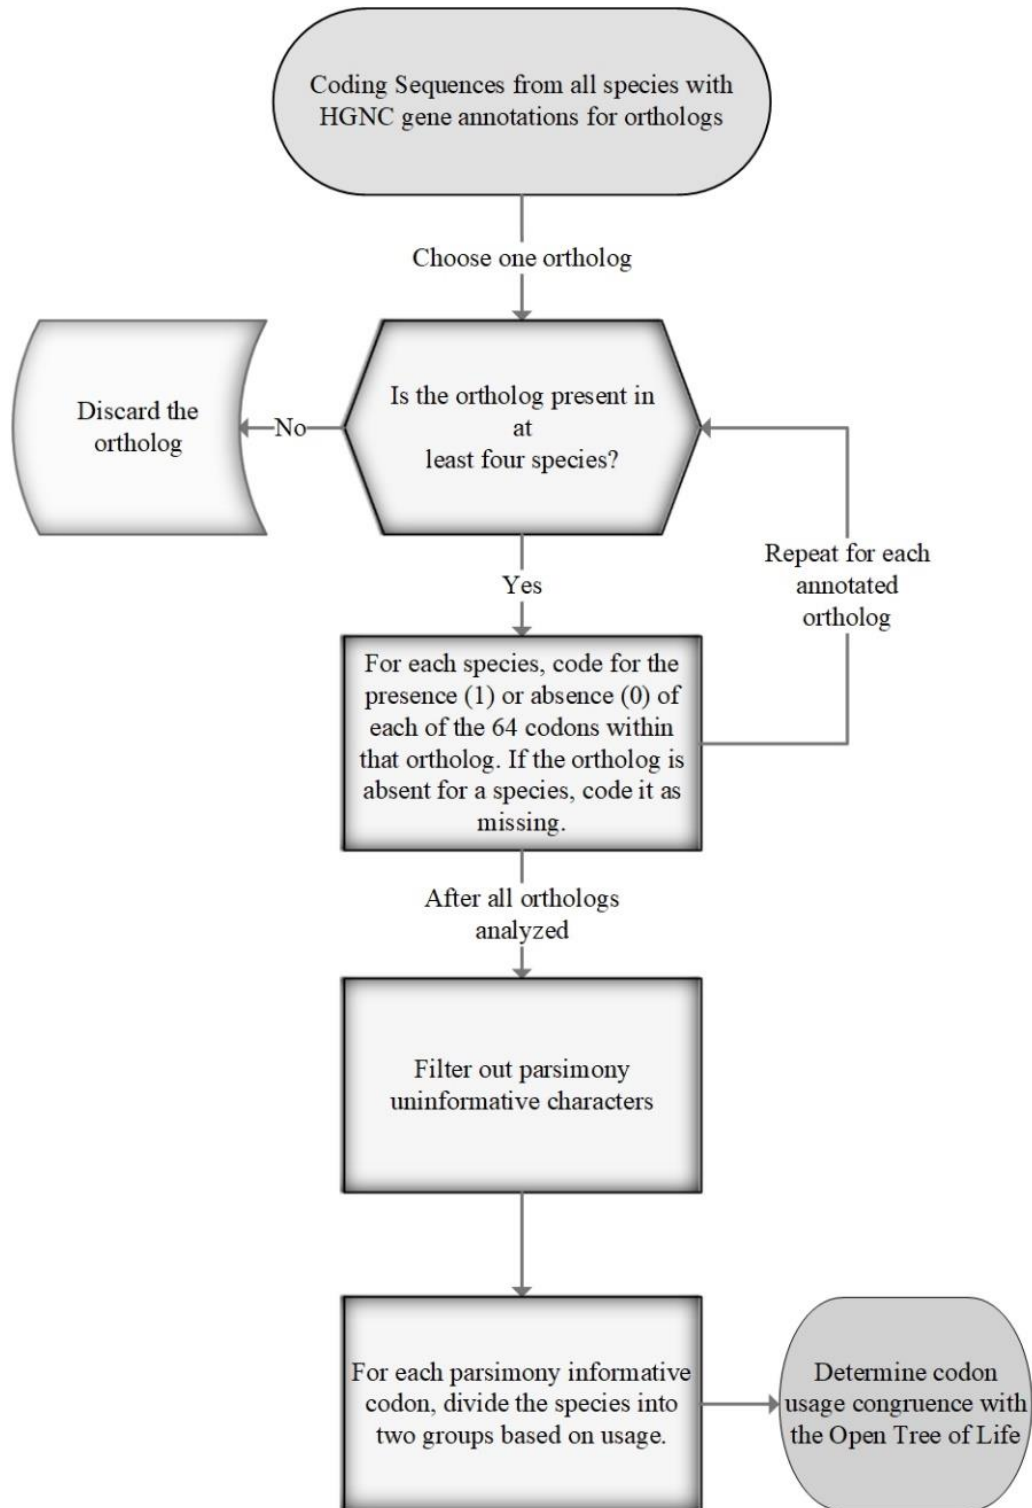 Coding Sequences from all species with
HGNC gene annotations for orthologs
Choose one ortholog
Is the ortholog present in
at
least four species?
No
Discard the
ortholog
Yes
Repeat for each
annotated
ortholog
For each species, code for the
presence (1) or absence (0) of
each of the 64 codons within
that ortholog. If the ortholog is
absent for a species, code it as
missing.
After all orthologs
analyzed
Filter out parsimony
uninformative characters
For each parsimony informative
codon, divide the species into
two groups based on usage.
Determine codon
usage congruence with
the Open Tree of Life